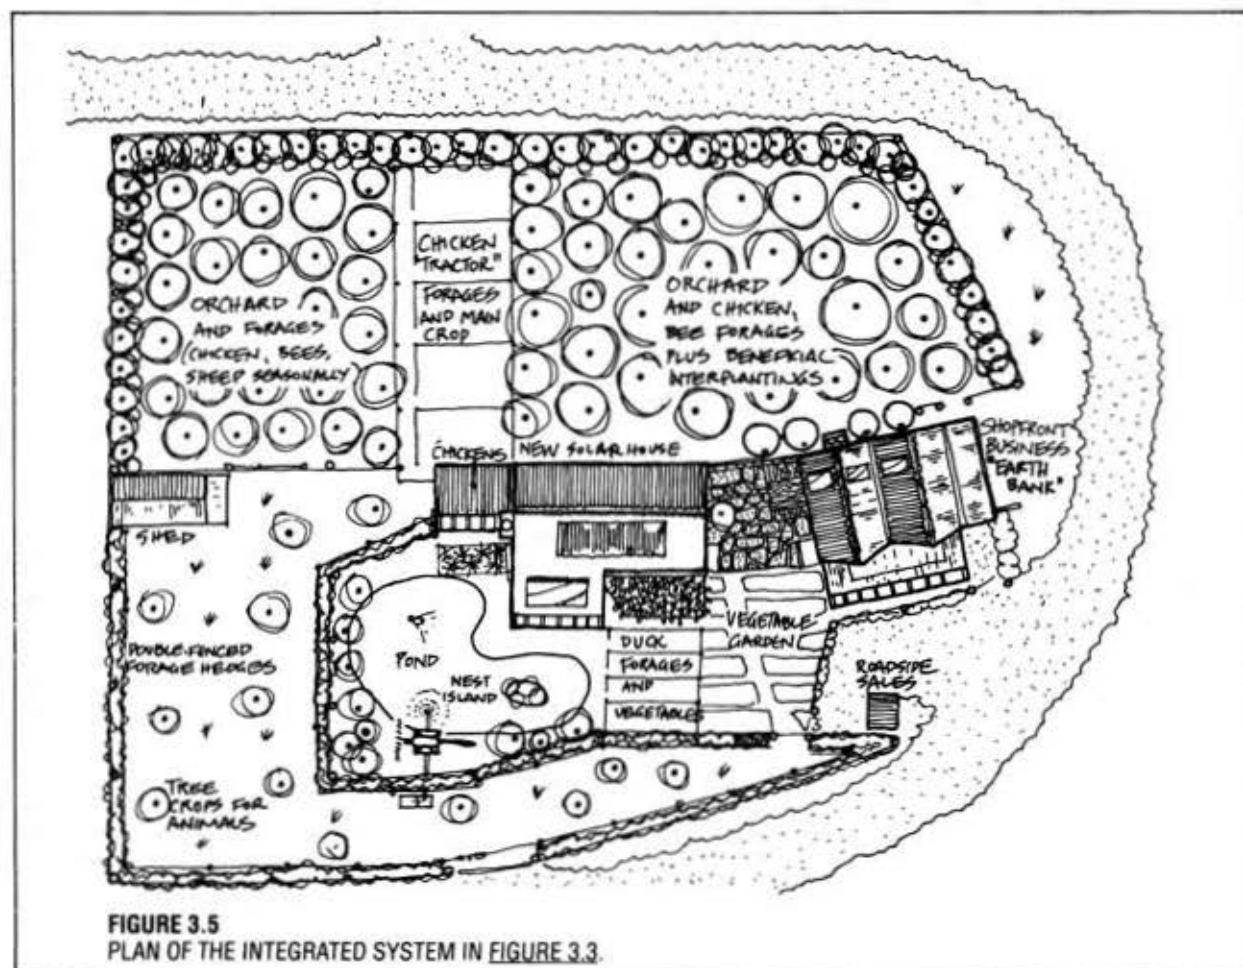 CHICKEN
"TRACTOR"
FORAGES
AND MAIN
CROP
ORCHARD
AND FORAGES
(CHICKEN, BEES,
SHEEP SEASONALLY)
ORCHARD
AND CHICKEN,
BEE FORAGES
PLUS BENEFICIAL
INTERPLANTINGS
CHICKENS
NEW SOLAR HOUSE
SHOPFRONT
BUSINESS
"EARTH
BANK"
SHED
DOUBLE-FENCED
FORAGE HEDGES
POND
NEST
ISLAND
DUCK
FORAGES
AND
VEGETABLES
VEGETABLE
GARDEN
ROADSIDE
SALES
TREE
CROPS FOR
ANIMALS
FIGURE 3.5
PLAN OF THE INTEGRATED SYSTEM IN FIGURE 3.3.